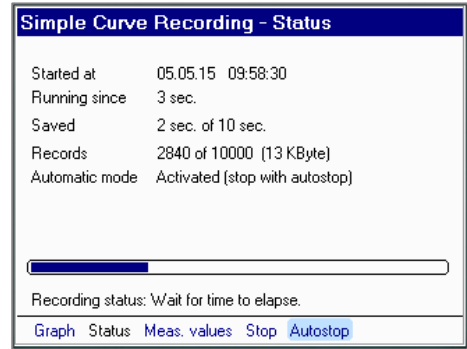 Simple Curve Recording - Status
Started at 05.05.15 09:58:30
Running since 3 sec.
Saved 2 sec. of 10 sec.
Records 2840 of 10000 (13 KByte)
Automatic mode Activated (stop with autostop)
Recording status: Wait for time to elapse.
Graph Status Meas. values Stop Autostop